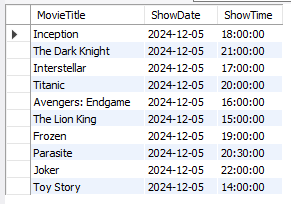 MovieTitle ShowDate ShowTime
Inception 2024-12-05 18:00:00
The Dark Knight 2024-12-05 21:00:00
Interstellar 2024-12-05 17:00:00
Titanic 2024-12-05 20:00:00
Avengers: Endgame 2024-12-05 16:00:00
The Lion King 2024-12-05 15:00:00
Frozen 2024-12-05 19:00:00
Parasite 2024-12-05 20:30:00
Joker 2024-12-05 22:00:00
Toy Story 2024-12-05 14:00:00